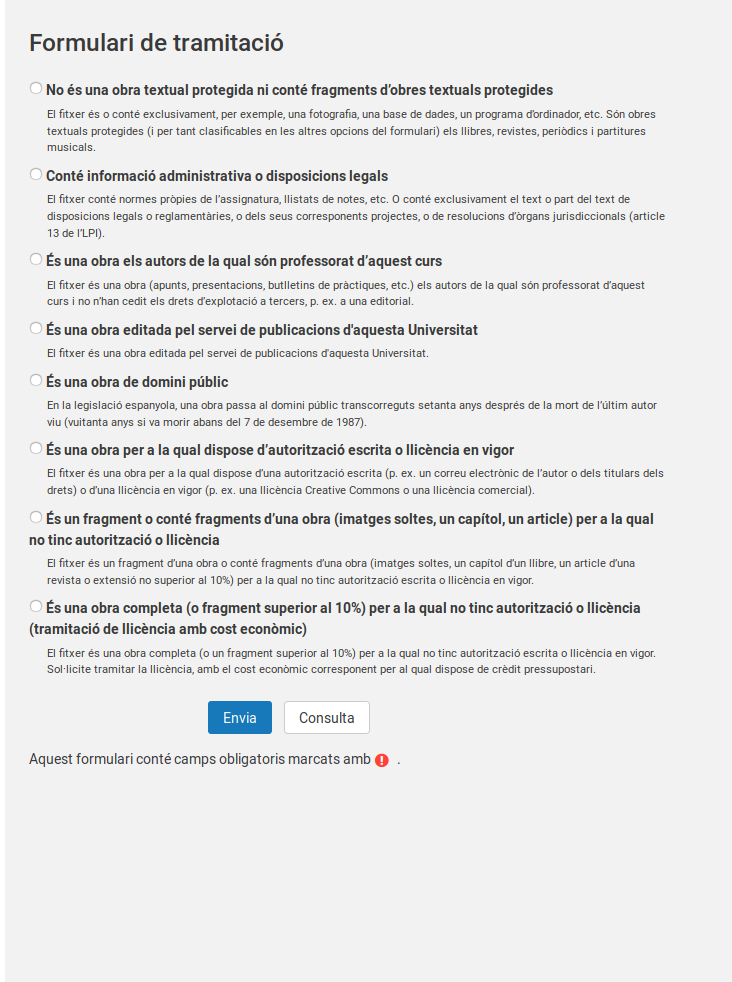 Formulari de tramitació
No és una obra textual protegida ni conté fragments d’obres textuals protegides
El fitxer és o conté exclusivament, per exemple, una fotografia, una base de dades, un programa d'ordinador, etc. Són obres
textuals protegides (i per tant clasificables en les altres opcions del formulari) els llibres, revistes, periòdics i partitures
musicals.
Conté informació administrativa o disposicions legals
El fitxer conté normes pròpies de l’assignatura, llistats de notes, etc. O conté exclusivament el text o part del text de
disposicions legals o reglamentàries, o dels seus corresponents projectes, o de resolucions d’òrgans jurisdiccionals (article
13 de l’LPI).
És una obra els autors de la qual són professorat d’aquest curs
El fitxer és una obra (apunts, presentacions, butlletins de pràctiques, etc.) els autors de la qual són professorat d’aquest
curs i no n’han cedit els drets d’explotació a tercers, p. ex. a una editorial.
És una obra editada pel servei de publicacions d'aquesta Universitat
El fitxer és una obra editada pel servei de publicacions d'aquesta Universitat.
És una obra de domini públic
En la legislació espanyola, una obra passa al domini públic transcorreguts setanta anys després de la mort de l’últim autor
viu (vuitanta anys si va morir abans del 7 de desembre de 1987).
És una obra per a la qual dispose d’autorització escrita o llicència en vigor
El fitxer és una obra per a la qual dispose d’una autorització escrita (p. ex. un correu electrònic de l’autor o dels titulars dels
drets) o d’una llicència en vigor (p. ex. una llicència Creative Commons o una llicència comercial).
És un fragment o conté fragments d’una obra (imatges soltes, un capítol, un article) per a la qual
no tinc autorització o llicència
El fitxer és un fragment d’una obra o conté fragments d’una obra (imatges soltes, un capítol d’un llibre, un article d’una
revista o extensió no superior al 10%) per a la qual no tinc autorització escrita o llicència en vigor.
És una obra completa (o fragment superior al 10%) per a la qual no tinc autorització o llicència
(tramitació de llicència amb cost econòmic)
El fitxer és una obra completa (o un fragment superior al 10%) per a la qual no tinc autorització escrita o llicència en vigor.
Sol·licite tramitar la llicència, amb el cost econòmic corresponent per al qual dispose de crèdit pressupostari.
Envia Consulta
Aquest formulari conté camps obligatoris marcats amb .